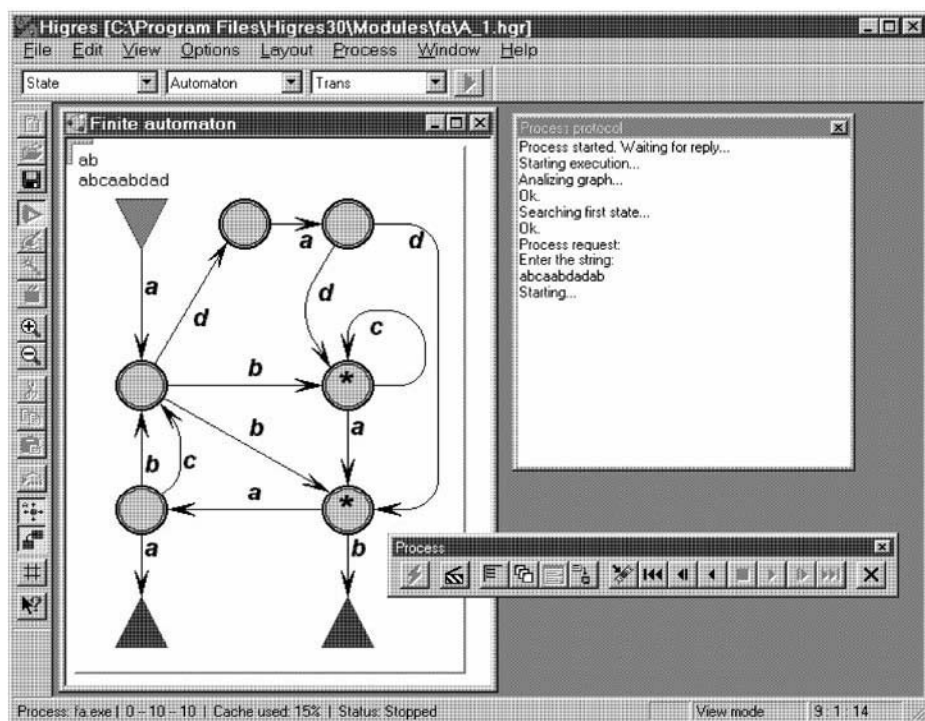 Higres [C:\Program Files\Higres30\Modules\fa\A_1.hgr]
File Edit View Options Layout Process Window Help
State Automaton Trans
Finite automaton
ab
abcaabdad
a
d
a
d
d
c
b
b
a
b
c
a
a
b
Process protocol
Process started. Waiting for reply...
Starting execution...
Analizing graph...
Ok.
Searching first state...
Ok.
Process request:
Enter the string:
abcaabdadab
Starting...
Process
Process: fa.exe | 0 – 10 – 10 | Cache used: 15% | Status: Stopped View mode 9 : 1 : 14